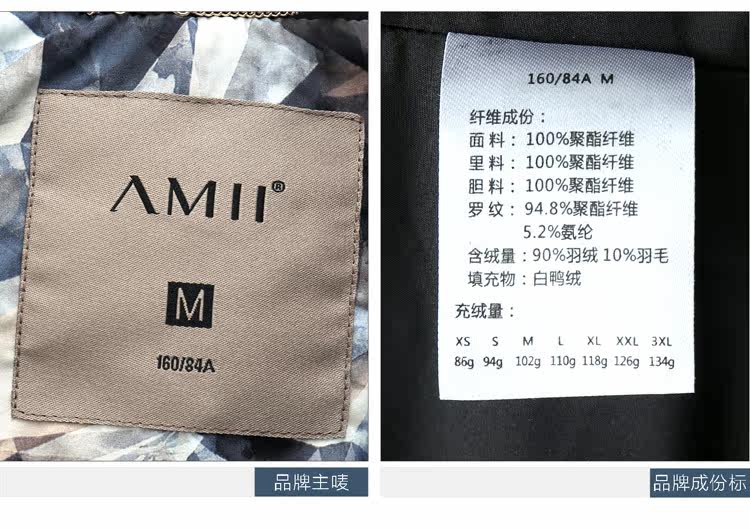 AMII®
M
160/84A
品牌主唛
160/84A M
纤维成份：
面 料： 100%聚酯纤维
里 料： 100%聚酯纤维
胆 料： 100%聚酯纤维
罗 纹： 94.8%聚酯纤维
5.2%氨纶
含绒量：90%羽绒 10%羽毛
填充物：白鸭绒
充绒量：
XS S M L XL XXL 3XL
86g 94g 102g 110g 118g 126g 134g
品牌成份标